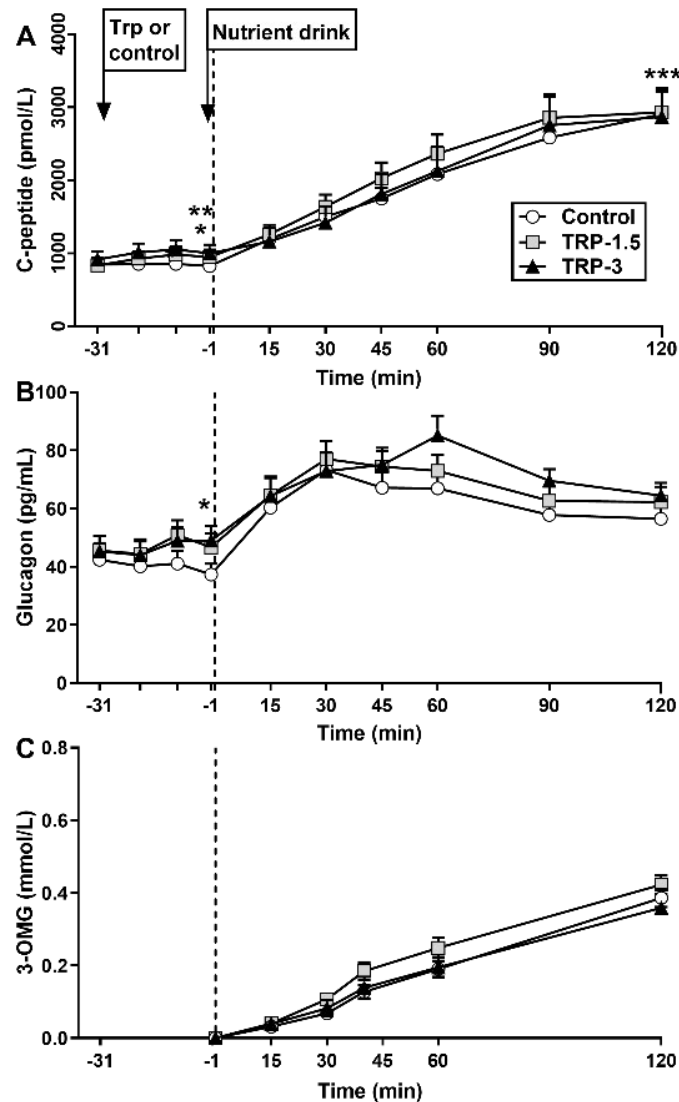 A
Trp or
control
Nutrient drink
C-peptide (pmol/L)
4000
3000
2000
1000
0
***
**
*
Control
TRP-1.5
TRP-3
-31 -1 15 30 45 60 90 120
Time (min)
B
Glucagon (pg/mL)
100
80
60
40
20
0
*
-31 -1 15 30 45 60 90 120
Time (min)
C
3-OMG (mmol/L)
0.8
0.6
0.4
0.2
0.0
-31 -1 15 30 45 60 90 120
Time (min)